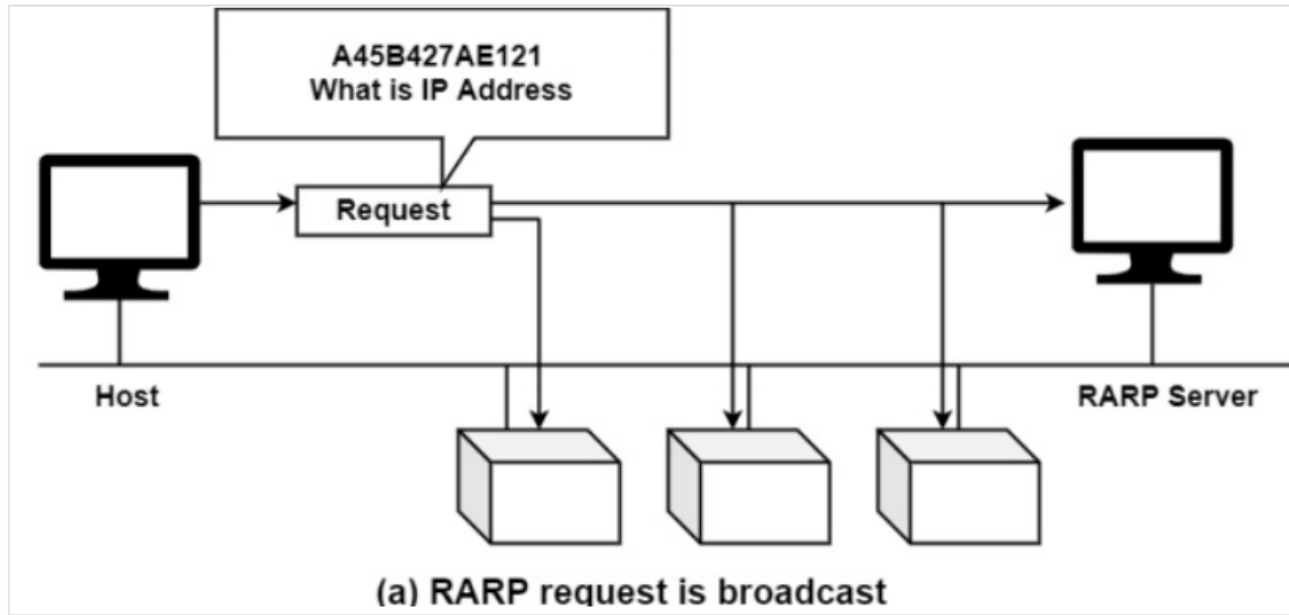 A45B427AE121
What is IP Address
Request
Host
RARP Server
(a) RARP request is broadcast